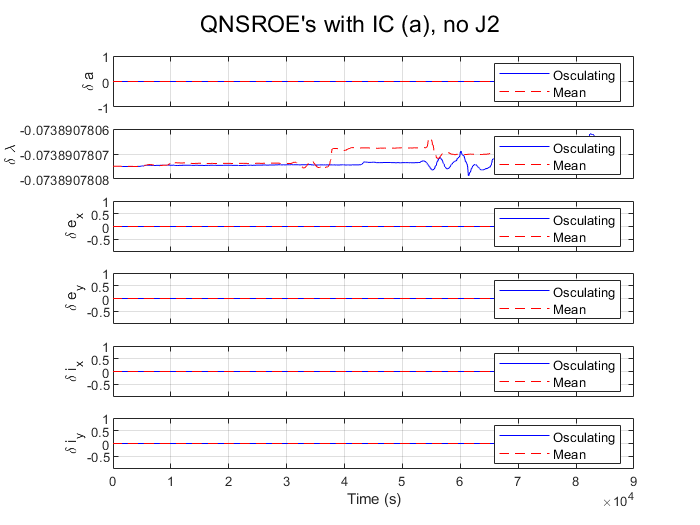 QNSROE's with IC (a), no J2
δ a
1
0
-1
Osculating
Mean
δ λ
-0.0738907806
-0.0738907807
-0.0738907808
Osculating
Mean
δ e_x
1
0.5
0
-0.5
Osculating
Mean
δ e_y
1
0.5
0
-0.5
Osculating
Mean
δ i_x
1
0.5
0
-0.5
Osculating
Mean
δ i_y
1
0.5
0
-0.5
Osculating
Mean
0 1 2 3 4 5 6 7 8 9
Time (s)
×10^4